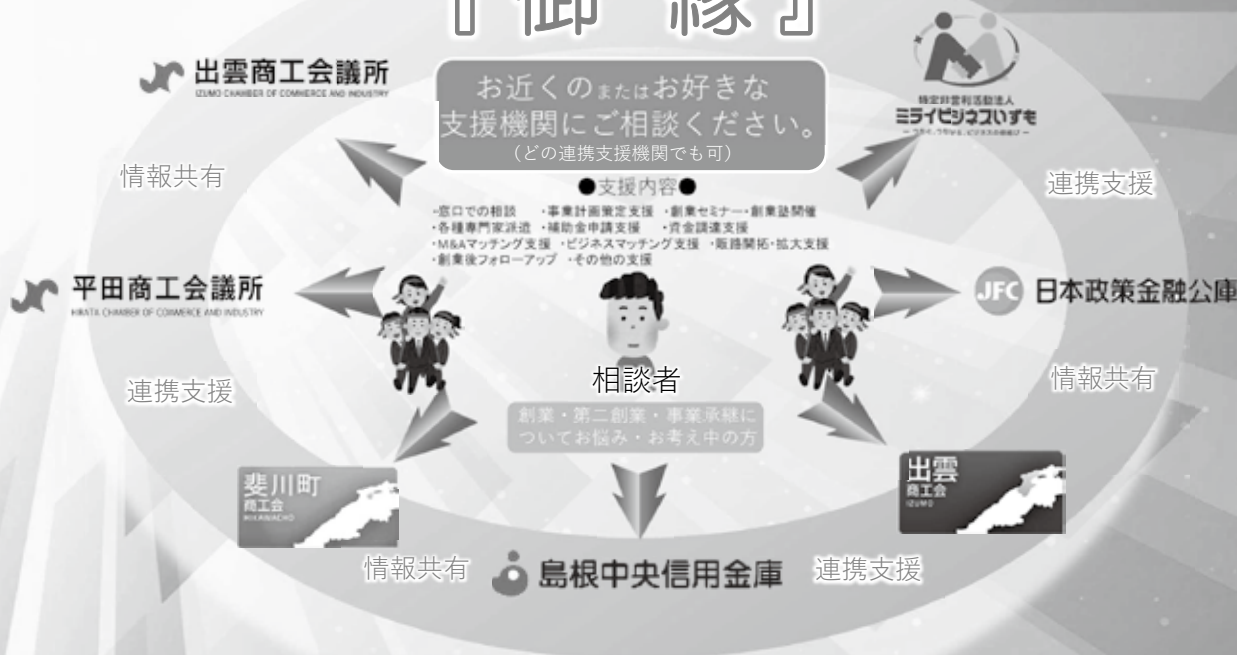 『御 縁』
出雲商工会議所
IZUMO CHAMBER OF COMMERCE AND INDUSTRY
お近くのまたはお好きな
支援機関にご相談ください。
（どの連携支援機関でも可）
特定非営利活動法人
ミライビジネスいずも
情報共有
連携支援
●支援内容●
・窓口での相談 ・事業計画策定支援 ・創業セミナー・創業塾開催
・各種専門家派遣 ・補助金申請支援 ・資金調達支援
・M&Aマッチング支援 ・ビジネスマッチング支援 ・販路開拓・拡大支援
・創業後フォローアップ ・その他の支援
平田商工会議所
HIRATA CHAMBER OF COMMERCE AND INDUSTRY
JFC 日本政策金融公庫
相談者
連携支援
情報共有
創業・第二創業・事業承継に
ついてお悩み・お考え中の方
斐川町
商工会
HIKAWACHO
出雲
商工会
IZUMO
情報共有
島根中央信用金庫
連携支援